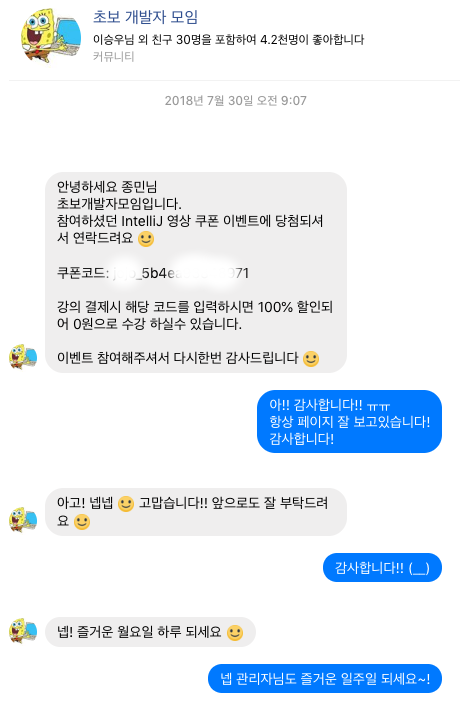 초보 개발자 모임
이승우님 외 친구 30명을 포함하여 4.2천명이 좋아합니다
커뮤니티
2018년 7월 30일 오전 9:07
안녕하세요 종민님
초보개발자모임입니다.
참여하셨던 IntelliJ 영상 쿠폰 이벤트에 당첨되셔
서 연락드려요 🙂
쿠폰코드: _5b4e 071
강의 결제시 해당 코드를 입력하시면 100% 할인되
어 0원으로 수강 하실수 있습니다.
이벤트 참여해주셔서 다시한번 감사드립니다 🙂
아!! 감사합니다!! ㅠㅠ
항상 페이지 잘 보고있습니다!
감사합니다!
아고! 넵넵 🙂 고맙습니다!! 앞으로도 잘 부탁드려
요 🙂
감사합니다!! (__)
넵! 즐거운 월요일 하루 되세요 🙂
넵 관리자님도 즐거운 일주일 되세요~!